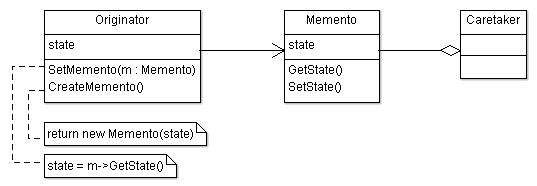 Originator
state
SetMemento(m : Memento)
CreateMemento()
Memento
state
GetState()
SetState()
Caretaker
return new Memento(state)
state = m->GetState()